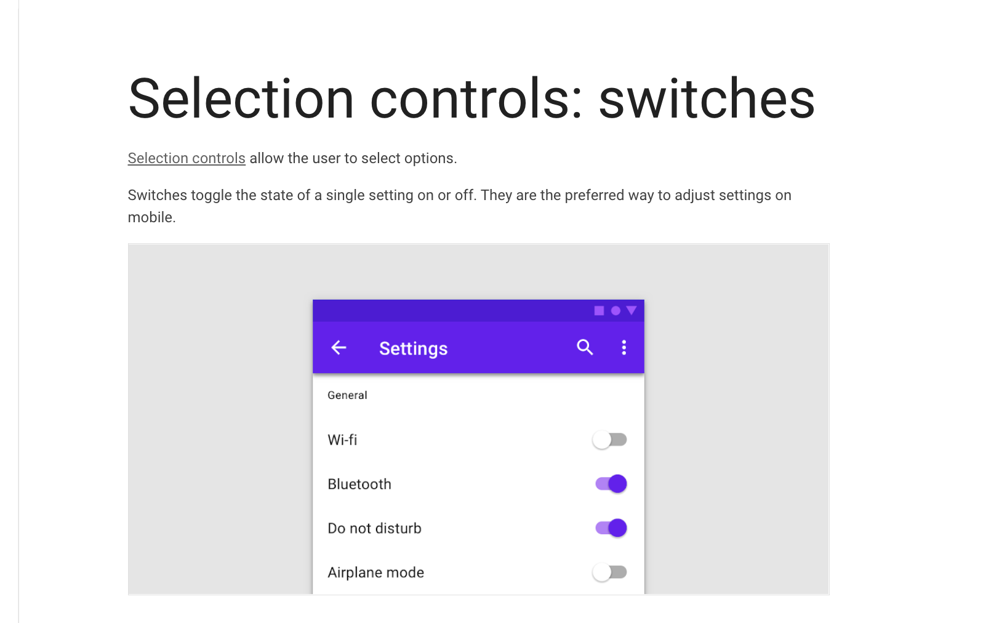 Selection controls: switches
Selection controls allow the user to select options.
Switches toggle the state of a single setting on or off. They are the preferred way to adjust settings on
mobile.
Settings
General
Wi-fi
Bluetooth
Do not disturb
Airplane mode